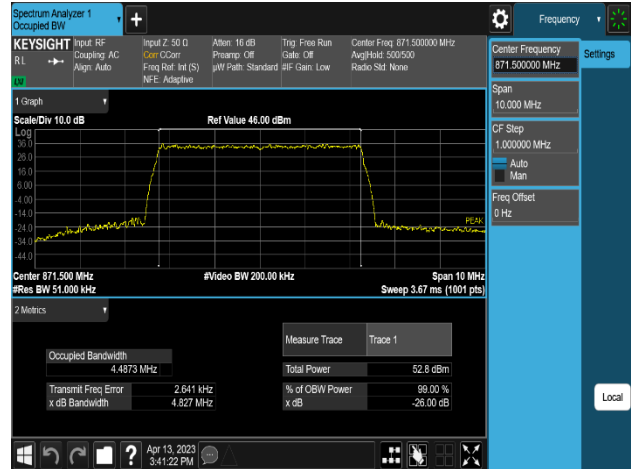 Spectrum Analyzer 1
Occupied BW
Frequency
KEYSIGHT
R L
Input: RF
Coupling: AC
Align: Auto
Input Z: 50 Ω
Corr CCorr
Freq Ref: Int (S)
NFE: Adaptive
Atten: 16 dB
Preamp: Off
µW Path: Standard
Trig: Free Run
Gate: Off
#IF Gain: Low
Center Freq: 871.500000 MHz
Avg|Hold: 500/500
Radio Std: None
Center Frequency
871.500000 MHz
Settings
Span
10.000 MHz
CF Step
1.000000 MHz
Auto
Man
Freq Offset
0 Hz
Local
1 Graph
Scale/Div 10.0 dB
Ref Value 46.00 dBm
Log
36.0
26.0
16.0
6.00
-4.00
-14.0
-24.0
-34.0
-44.0
PEAK
Center 871.500 MHz
#Video BW 200.00 kHz
Span 10 MHz
#Res BW 51.000 kHz
Sweep 3.67 ms (1001 pts)
2 Metrics
Measure Trace
Trace 1
Occupied Bandwidth
4.4873 MHz
Total Power
52.8 dBm
Transmit Freq Error
2.641 kHz
% of OBW Power
99.00 %
x dB Bandwidth
4.827 MHz
x dB
-26.00 dB
?
Apr 13, 2023
3:41:22 PM